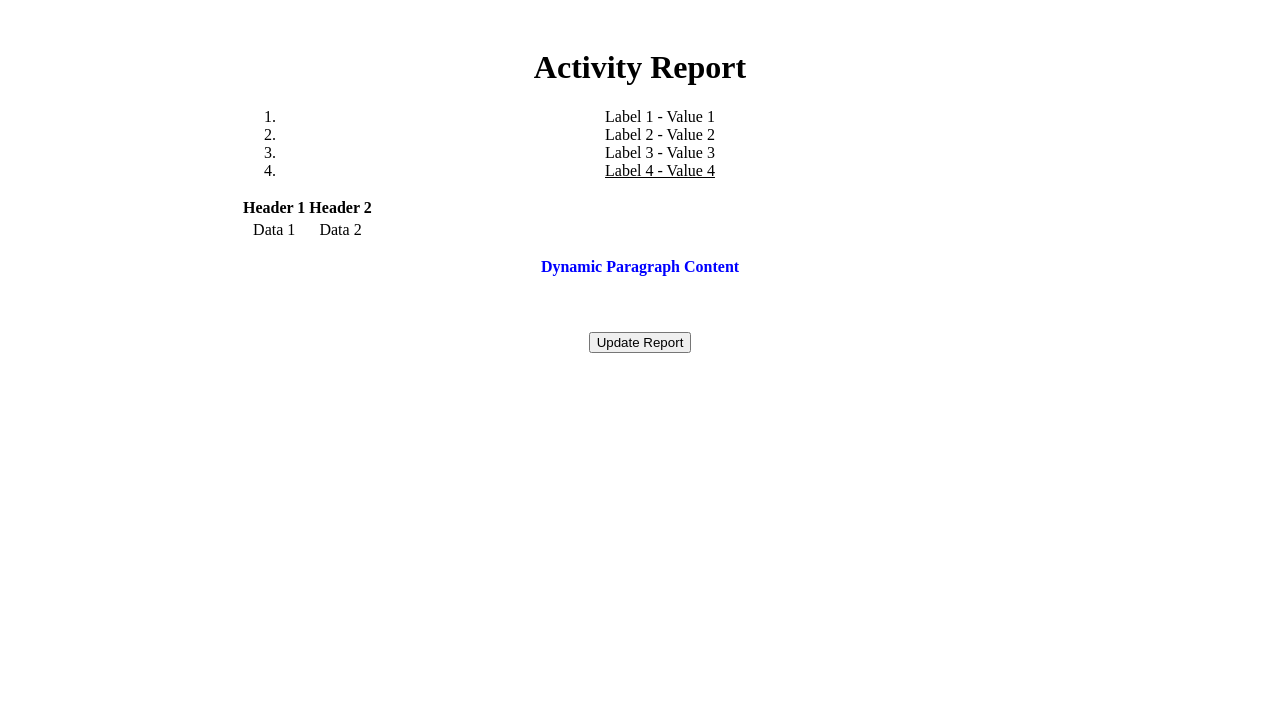 Activity Report
1. Label 1 - Value 1
2. Label 2 - Value 2
3. Label 3 - Value 3
4. Label 4 - Value 4
Header 1 Header 2
Data 1 Data 2
Dynamic Paragraph Content
Update Report